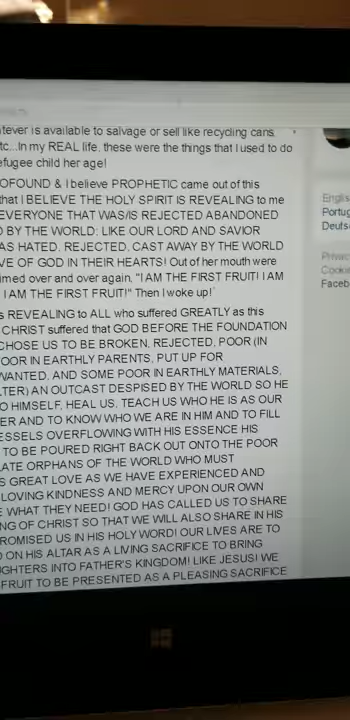 atever is available to salvage or sell like recycling cans,
tc...In my REAL life, these were the things that I used to do
efugee child her age!
OFOUND & I believe PROPHETIC came out of this
that I BELIEVE THE HOLY SPIRIT IS REVEALING to me
EVERYONE THAT WAS/IS REJECTED ABANDONED
D BY THE WORLD: LIKE OUR LORD AND SAVIOR
AS HATED, REJECTED, CAST AWAY BY THE WORLD
VE OF GOD IN THEIR HEARTS! Out of her mouth were
imed over and over again, "I AM THE FIRST FRUIT! I AM
I AM THE FIRST FRUIT!" Then I woke up!
s REVEALING to ALL who suffered GREATLY as this
CHRIST suffered that GOD BEFORE THE FOUNDATION
CHOSE US TO BE BROKEN, REJECTED, POOR (IN
OOR IN EARTHLY PARENTS, PUT UP FOR
WANTED, AND SOME POOR IN EARTHLY MATERIALS,
LTER) AN OUTCAST DESPISED BY THE WORLD SO HE
O HIMSELF, HEAL US, TEACH US WHO HE IS AS OUR
ER AND TO KNOW WHO WE ARE IN HIM AND TO FILL
ESSELS OVERFLOWING WITH HIS ESSENCE HIS
TO BE POURED RIGHT BACK OUT ONTO THE POOR
LATE ORPHANS OF THE WORLD WHO MUST
S GREAT LOVE AS WE HAVE EXPERIENCED AND
LOVING KINDNESS AND MERCY UPON OUR OWN
E WHAT THEY NEED! GOD HAS CALLED US TO SHARE
NG OF CHRIST SO THAT WE WILL ALSO SHARE IN HIS
ROMISED US IN HIS HOLY WORD! OUR LIVES ARE TO
D ON HIS ALTAR AS A LIVING SACRIFICE TO BRING
UGHTERS INTO FATHER'S KINGDOM! LIKE JESUS! WE
FRUIT TO BE PRESENTED AS A PLEASING SACRIFICE
Englis
Portug
Deuts
Privac
Cookie
Faceb